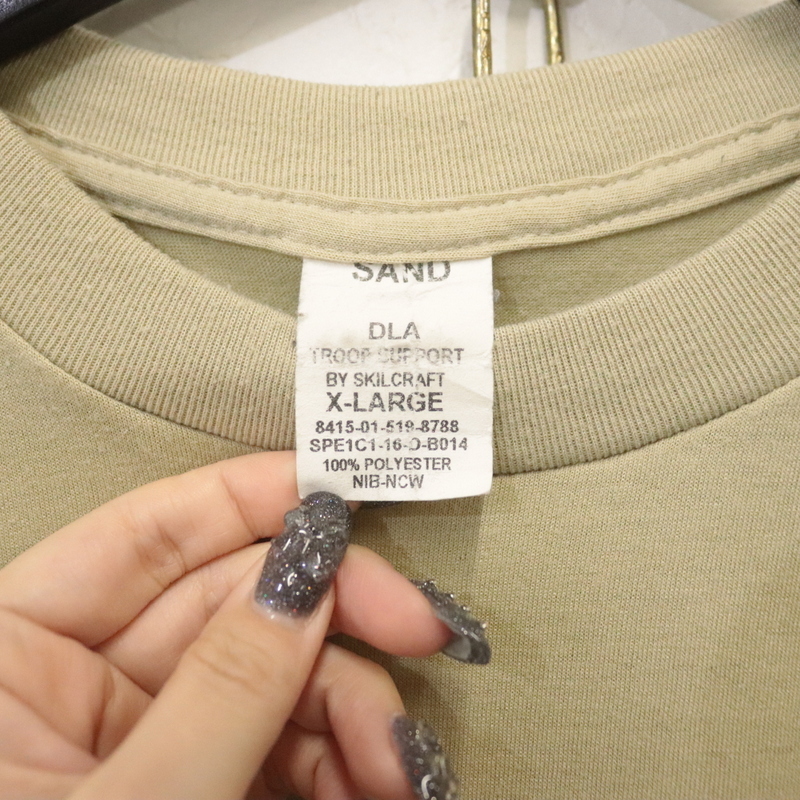 SAND
DLA
TROOP SUPPORT
BY SKILCRAFT
X-LARGE
8415-01-519-8788
SPE1C1-16-D-B014
100% POLYESTER
NIB-NCW